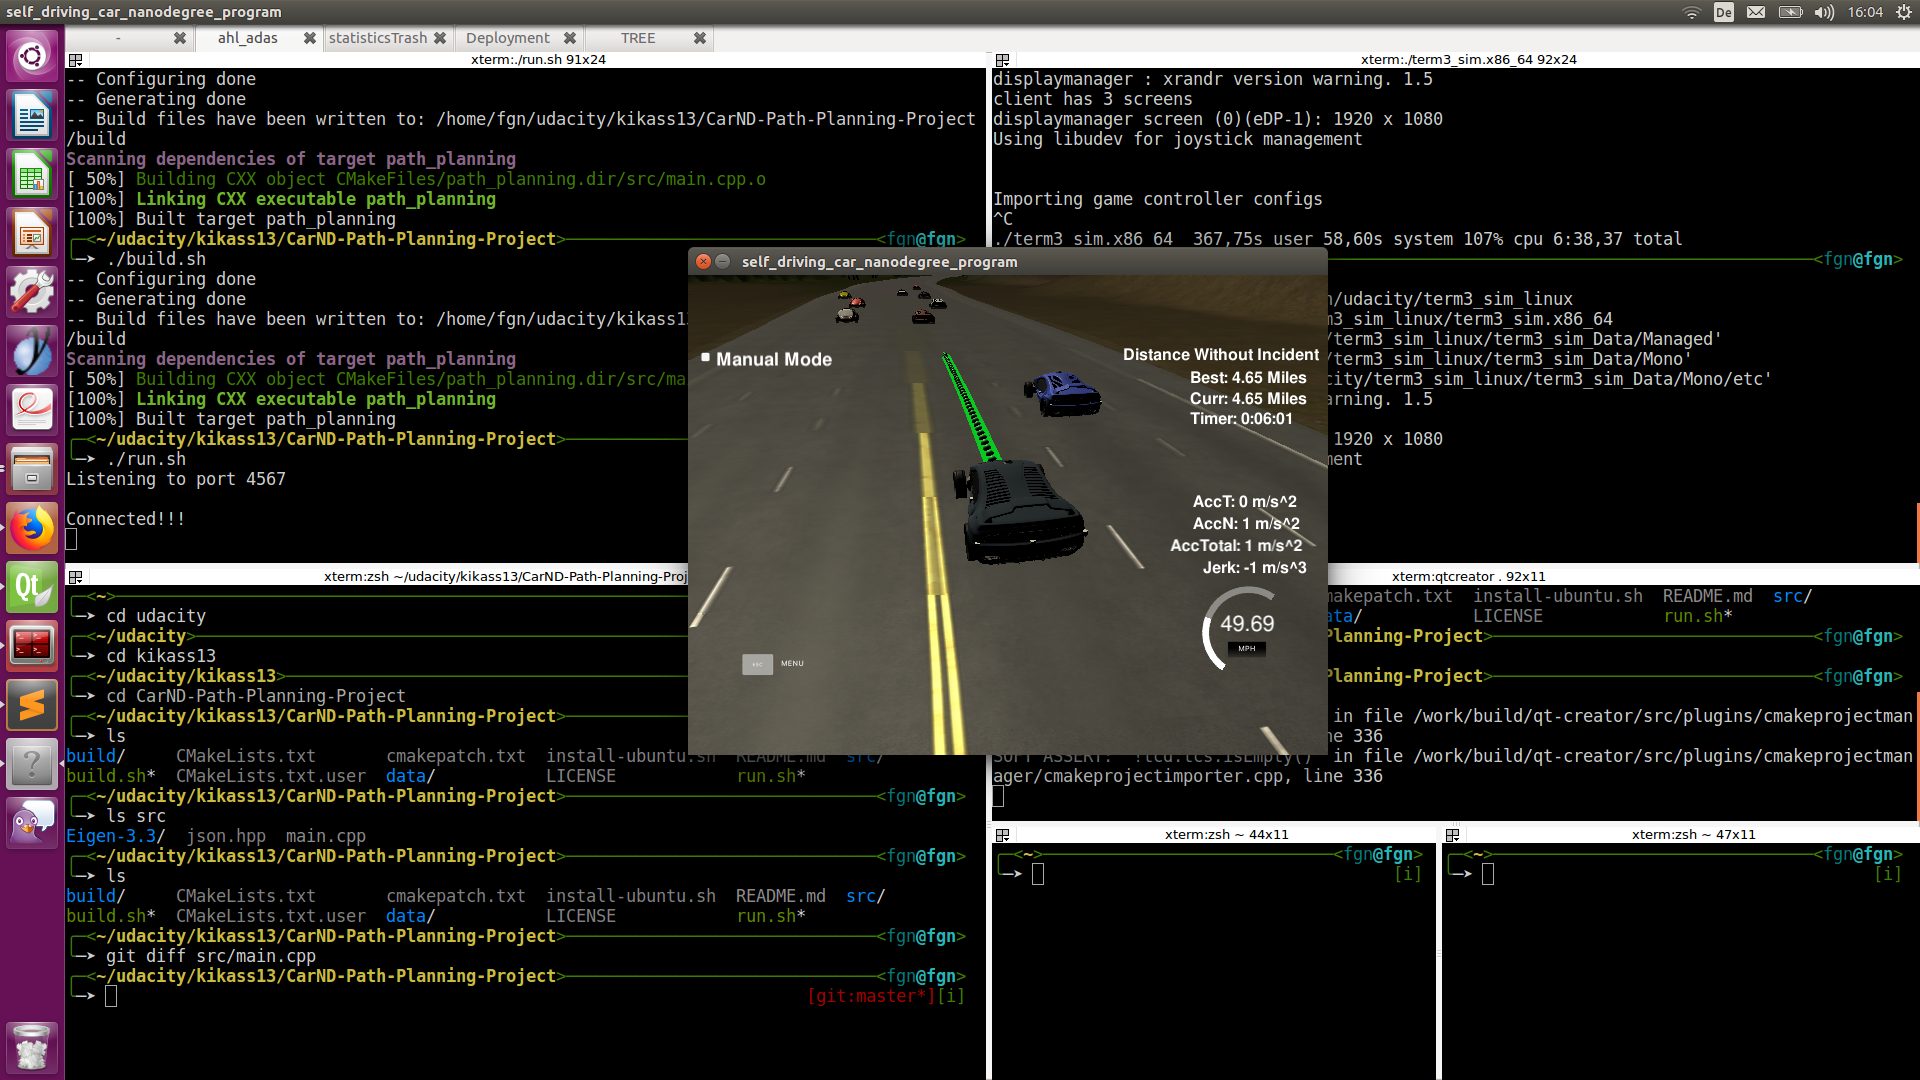 self_driving_car_nanodegree_program
De
16:04
-
ahl_adas
statisticsTrash
Deployment
TREE
xterm:./run.sh 91x24
-- Configuring done
-- Generating done
-- Build files have been written to: /home/fgn/udacity/kikass13/CarND-Path-Planning-Project
/build
Scanning dependencies of target path_planning
[ 50%] Building CXX object CMakeFiles/path_planning.dir/src/main.cpp.o
[100%] Linking CXX executable path_planning
[100%] Built target path_planning
<~/udacity/kikass13/CarND-Path-Planning-Project> <fgn@fgn>
./build.sh
-- Configuring done
-- Generating done
-- Build files have been written to: /home/fgn/udacity/kikass1
/build
Scanning dependencies of target path_planning
[ 50%] Building CXX object CMakeFiles/path_planning.dir/src/ma
[100%] Linking CXX executable path_planning
[100%] Built target path_planning
<~/udacity/kikass13/CarND-Path-Planning-Project>
./run.sh
Listening to port 4567
Connected!!!
xterm:./term3_sim.x86_64 92x24
displaymanager : xrandr version warning. 1.5
client has 3 screens
displaymanager screen (0)(eDP-1): 1920 x 1080
Using libudev for joystick management
Importing game controller configs
^C
./term3_sim.x86_64  367,75s user 58,60s system 107% cpu 6:38,37 total
<fgn@fgn>
/udacity/term3_sim_linux
3_sim_linux/term3_sim.x86_64
/term3_sim_linux/term3_sim_Data/Managed'
/term3_sim_linux/term3_sim_Data/Mono'
city/term3_sim_linux/term3_sim_Data/Mono/etc'
arning. 1.5
1920 x 1080
ment
self_driving_car_nanodegree_program
Manual Mode
Distance Without Incident
Best: 4.65 Miles
Curr: 4.65 Miles
Timer: 0:06:01
AccT: 0 m/s^2
AccN: 1 m/s^2
AccTotal: 1 m/s^2
Jerk: -1 m/s^3
49.69
MPH
MENU
xterm:zsh ~/udacity/kikass13/CarND-Path-Planning-Proj
<~>
cd udacity
<~/udacity>
cd kikass13
<~/udacity/kikass13>
cd CarND-Path-Planning-Project
<~/udacity/kikass13/CarND-Path-Planning-Project>
ls
build/ CMakeLists.txt cmakepatch.txt install-ubuntu.sh README.md src/
build.sh* CMakeLists.txt.user data/ LICENSE run.sh*
<~/udacity/kikass13/CarND-Path-Planning-Project> <fgn@fgn>
ls src
Eigen-3.3/ json.hpp main.cpp
<~/udacity/kikass13/CarND-Path-Planning-Project> <fgn@fgn>
ls
build/ CMakeLists.txt cmakepatch.txt install-ubuntu.sh README.md src/
build.sh* CMakeLists.txt.user data/ LICENSE run.sh*
<~/udacity/kikass13/CarND-Path-Planning-Project> <fgn@fgn>
git diff src/main.cpp
<~/udacity/kikass13/CarND-Path-Planning-Project> <fgn@fgn>
[git:master*][i]
xterm:qtcreator . 92x11
makepatch.txt install-ubuntu.sh README.md src/
ata/ LICENSE run.sh*
Planning-Project> <fgn@fgn>
Planning-Project> <fgn@fgn>
in file /work/build/qt-creator/src/plugins/cmakeprojectman
ne 336
SOFT ASSERT: "!tcd.tcs.isEmpty()" in file /work/build/qt-creator/src/plugins/cmakeprojectman
ager/cmakeprojectimporter.cpp, line 336
xterm:zsh ~ 44x11
<~> <fgn@fgn>
[i]
xterm:zsh ~ 47x11
<~> <fgn@fgn>
[i]